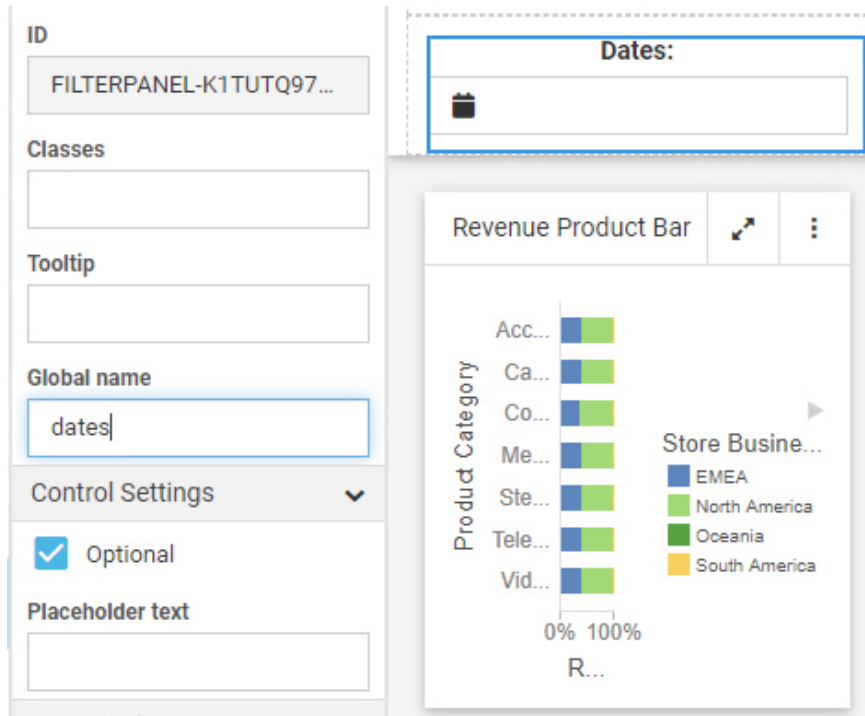 ID
FILTERPANEL-K1TUTQ97...
Classes
Tooltip
Global name
dates
Control Settings
Optional
Placeholder text
Dates:
Revenue Product Bar
Product Category
Acc...
Ca...
Co...
Me...
Ste...
Tele...
Vid...
0% 100%
R...
Store Busine...
EMEA
North America
Oceania
South America